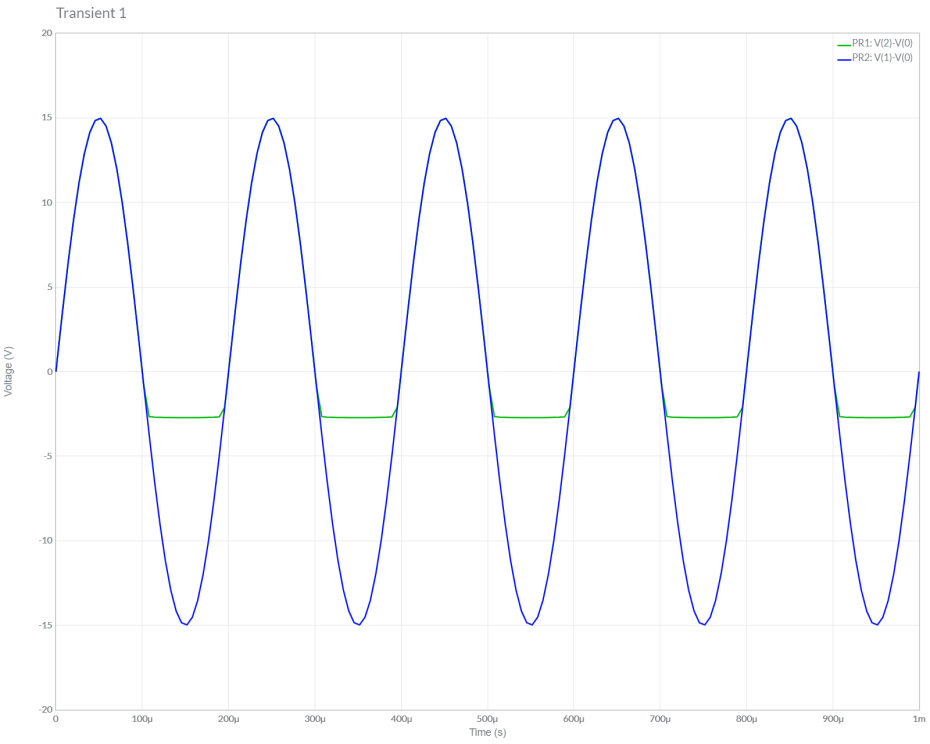 Transient 1
PR1: V(2)-V(0)
PR2: V(1)-V(0)
20
15
10
5
0
-5
-10
-15
-20
Voltage (V)
0 100µ 200µ 300µ 400µ 500µ 600µ 700µ 800µ 900µ 1m
Time (s)